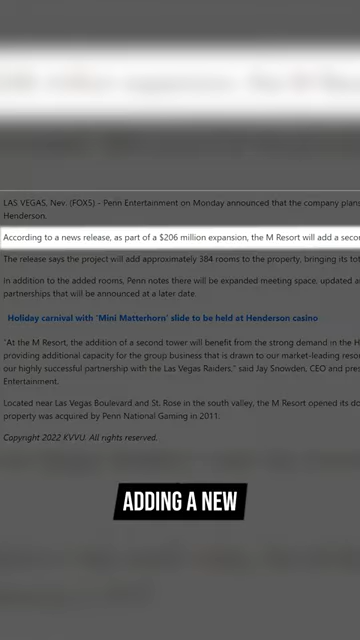 LAS VEGAS, Nev. (FOX5) - Penn Entertainment on Monday announced that the company plans
Henderson.
According to a news release, as part of a $206 million expansion, the M Resort will add a secon
The release says the project will add approximately 384 rooms to the property, bringing its tot
In addition to the added rooms, Penn notes there will be expanded meeting space, updated a
partnerships that will be announced at a later date.
Holiday carnival with 'Mini Matterhorn' slide to be held at Henderson casino
"At the M Resort, the addition of a second tower will benefit from the strong demand in the H
providing additional capacity for the group business that is drawn to our market-leading resor
our highly successful partnership with the Las Vegas Raiders," said Jay Snowden, CEO and pres
Entertainment.
Located near Las Vegas Boulevard and St. Rose in the south valley, the M Resort opened its do
property was acquired by Penn National Gaming in 2011.
Copyright 2022 KVVU. All rights reserved.
ADDING A NEW